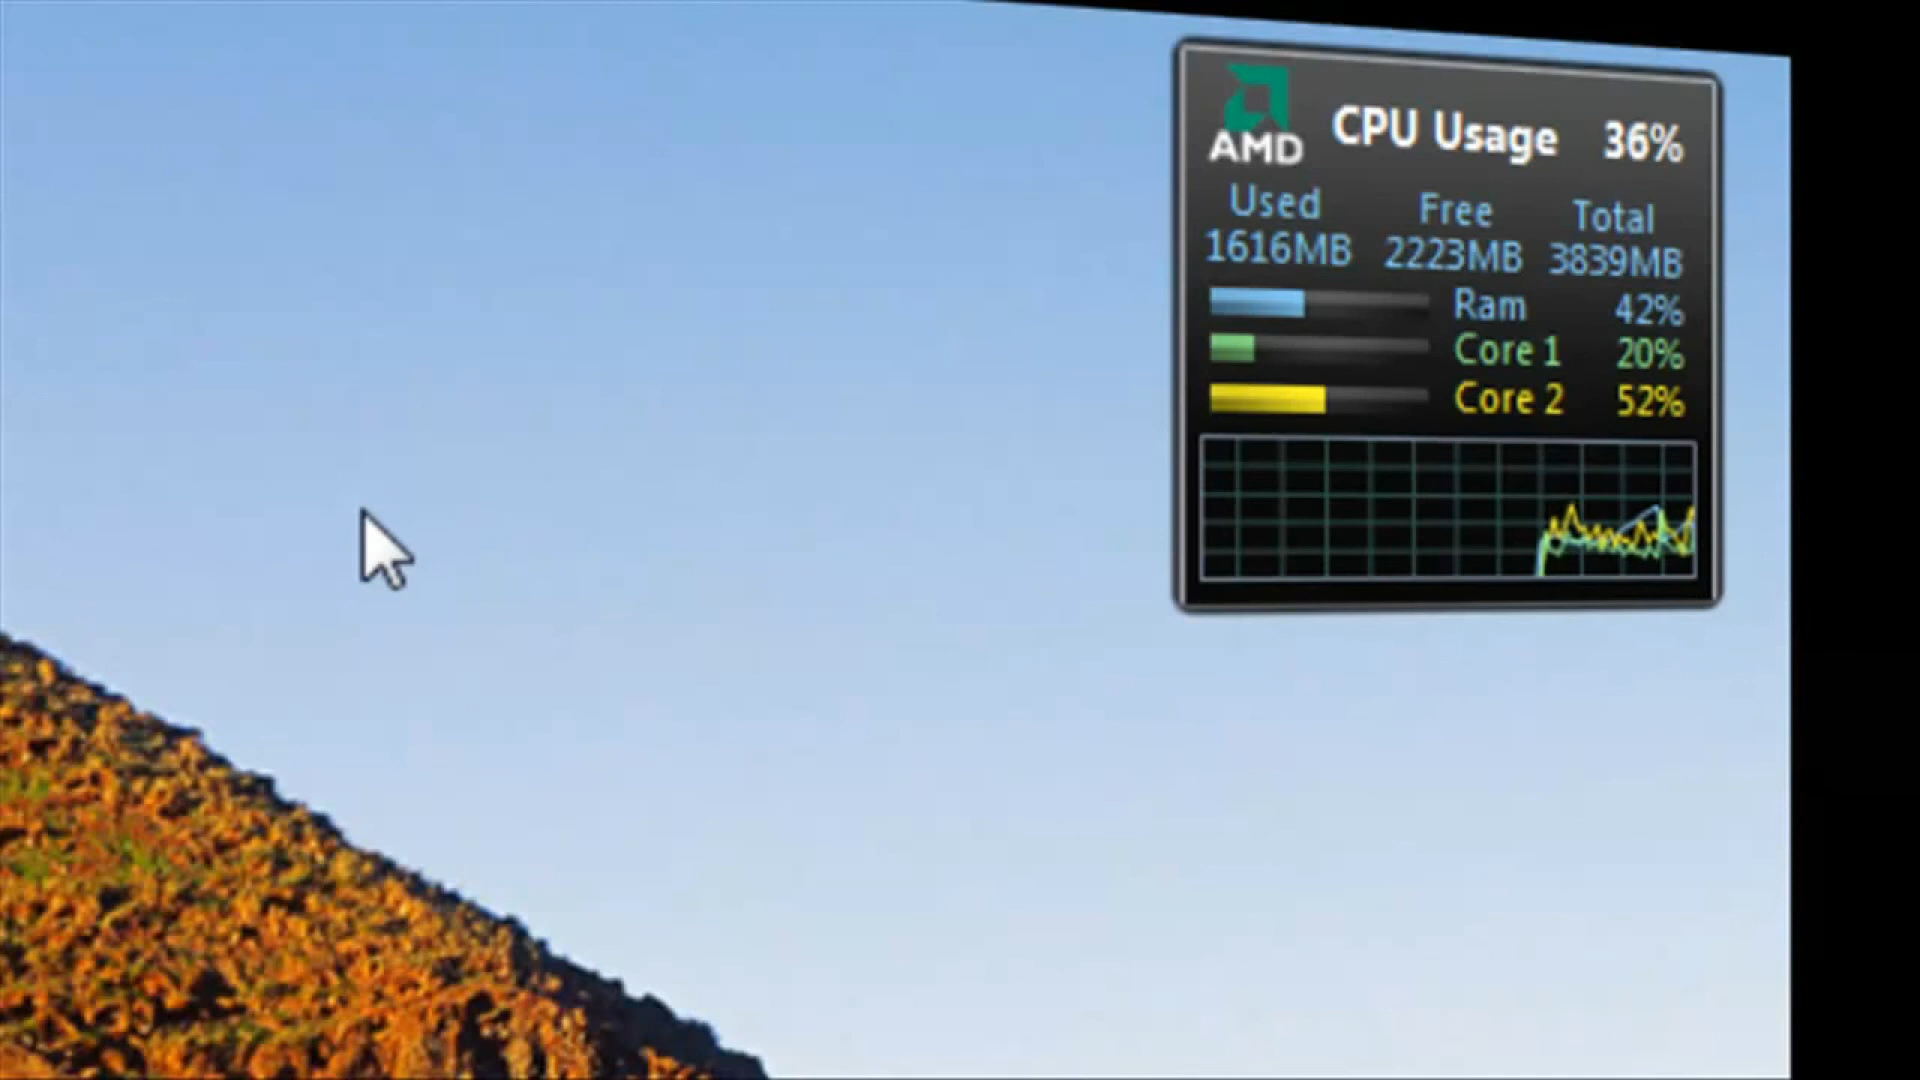 AMD CPU Usage 36%
Used Free Total
1616MB 2223MB 3839MB
Ram 42%
Core 1 20%
Core 2 52%